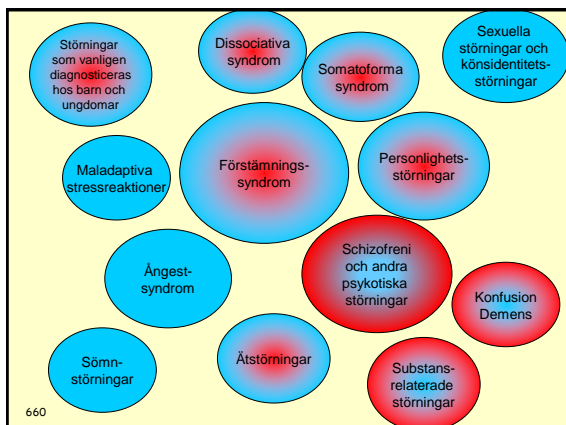 Störningar
som vanligen
diagnosticeras
hos barn och
ungdomar
Dissociativa
syndrom
Somatoforma
syndrom
Sexuella
störningar och
könsidentitets-
störningar
Maladaptiva
stressreaktioner
Förstämnings-
syndrom
Personlighets-
störningar
Ångest-
syndrom
Schizofreni
och andra
psykotiska
störningar
Konfusion
Demens
Sömn-
störningar
Ätstörningar
Substans-
relaterade
störningar
660